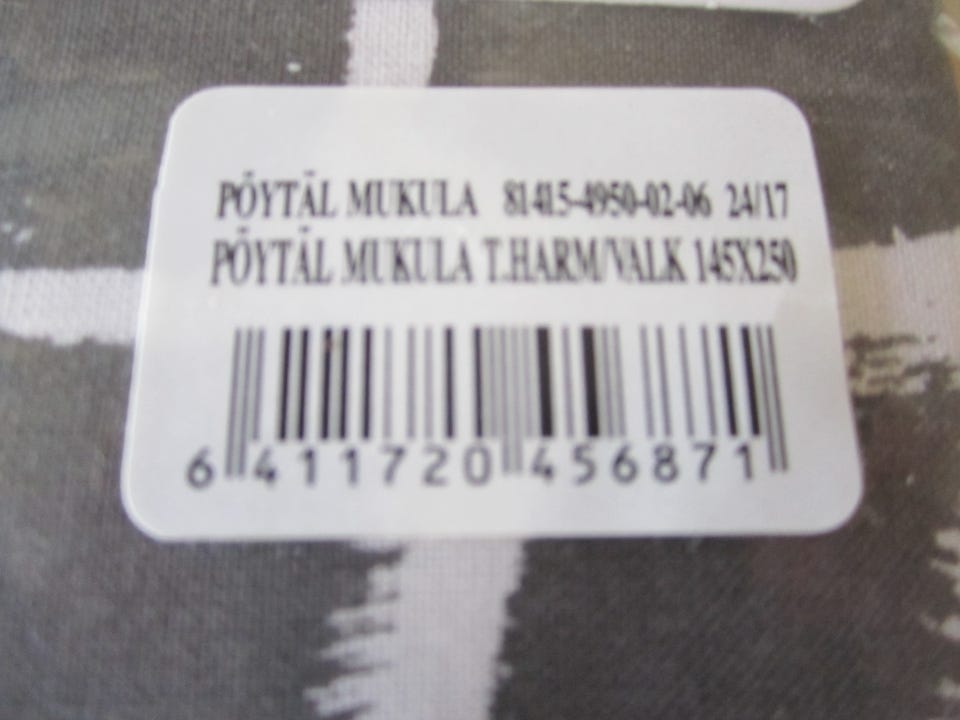 PÖYTÄL MUKULA 81415-4950-02-06 24/17
PÖYTÄL MUKULA T.HARM/VALK 145X250
6 411720 456871